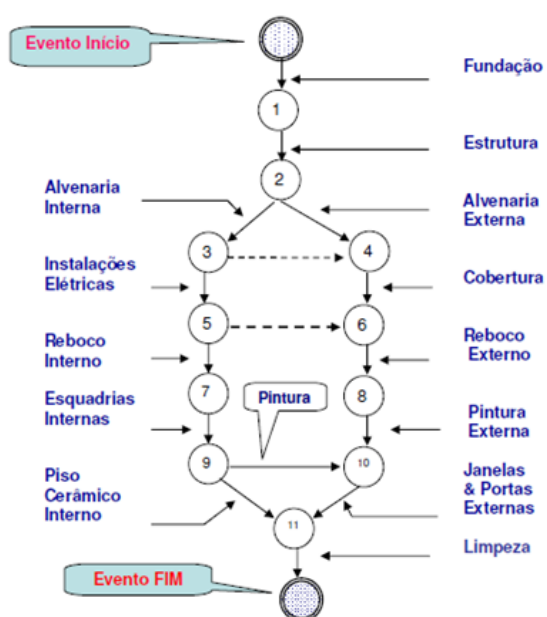 Evento Início
Fundação
1
Estrutura
2
Alvenaria
Interna
Alvenaria
Externa
3
4
Instalações
Elétricas
Cobertura
5
6
Reboco
Interno
Reboco
Externo
7
8
Esquadrias
Internas
Pintura
Pintura
Externa
9
10
Piso
Cerâmico
Interno
Janelas
& Portas
Externas
11
Limpeza
Evento FIM